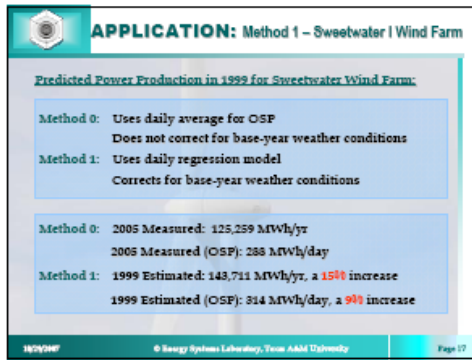 APPLICATION: Method 1 – Sweetwater I Wind Farm
Predicted Power Production in 1999 for Sweetwater Wind Farm:
Method 0: Uses daily average for OSP
Does not correct for base-year weather conditions
Method 1: Uses daily regression model
Corrects for base-year weather conditions
Method 0: 2005 Measured: 125,259 MWh/yr
2005 Measured (OSP): 288 MWh/day
Method 1: 1999 Estimated: 143,711 MWh/yr, a 15% increase
1999 Estimated (OSP): 314 MWh/day, a 9% increase
© Energy Systems Laboratory, Texas A&M University
Page 17